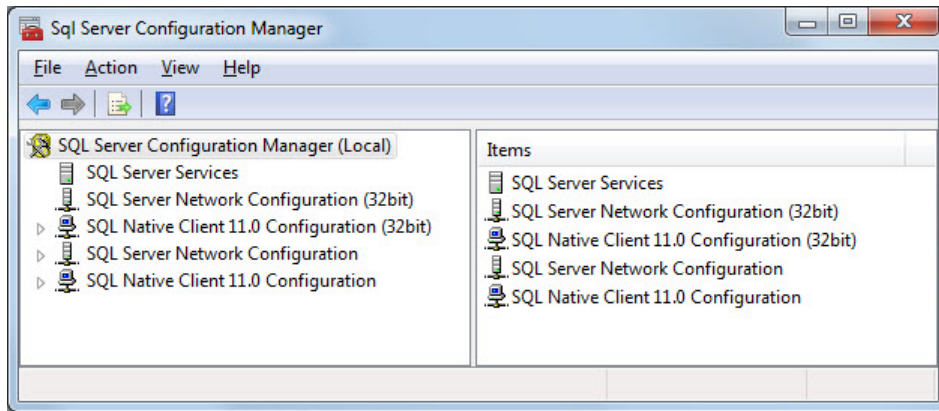 Sql Server Configuration Manager
File Action View Help
SQL Server Configuration Manager (Local)
SQL Server Services
SQL Server Network Configuration (32bit)
SQL Native Client 11.0 Configuration (32bit)
SQL Server Network Configuration
SQL Native Client 11.0 Configuration
Items
SQL Server Services
SQL Server Network Configuration (32bit)
SQL Native Client 11.0 Configuration (32bit)
SQL Server Network Configuration
SQL Native Client 11.0 Configuration